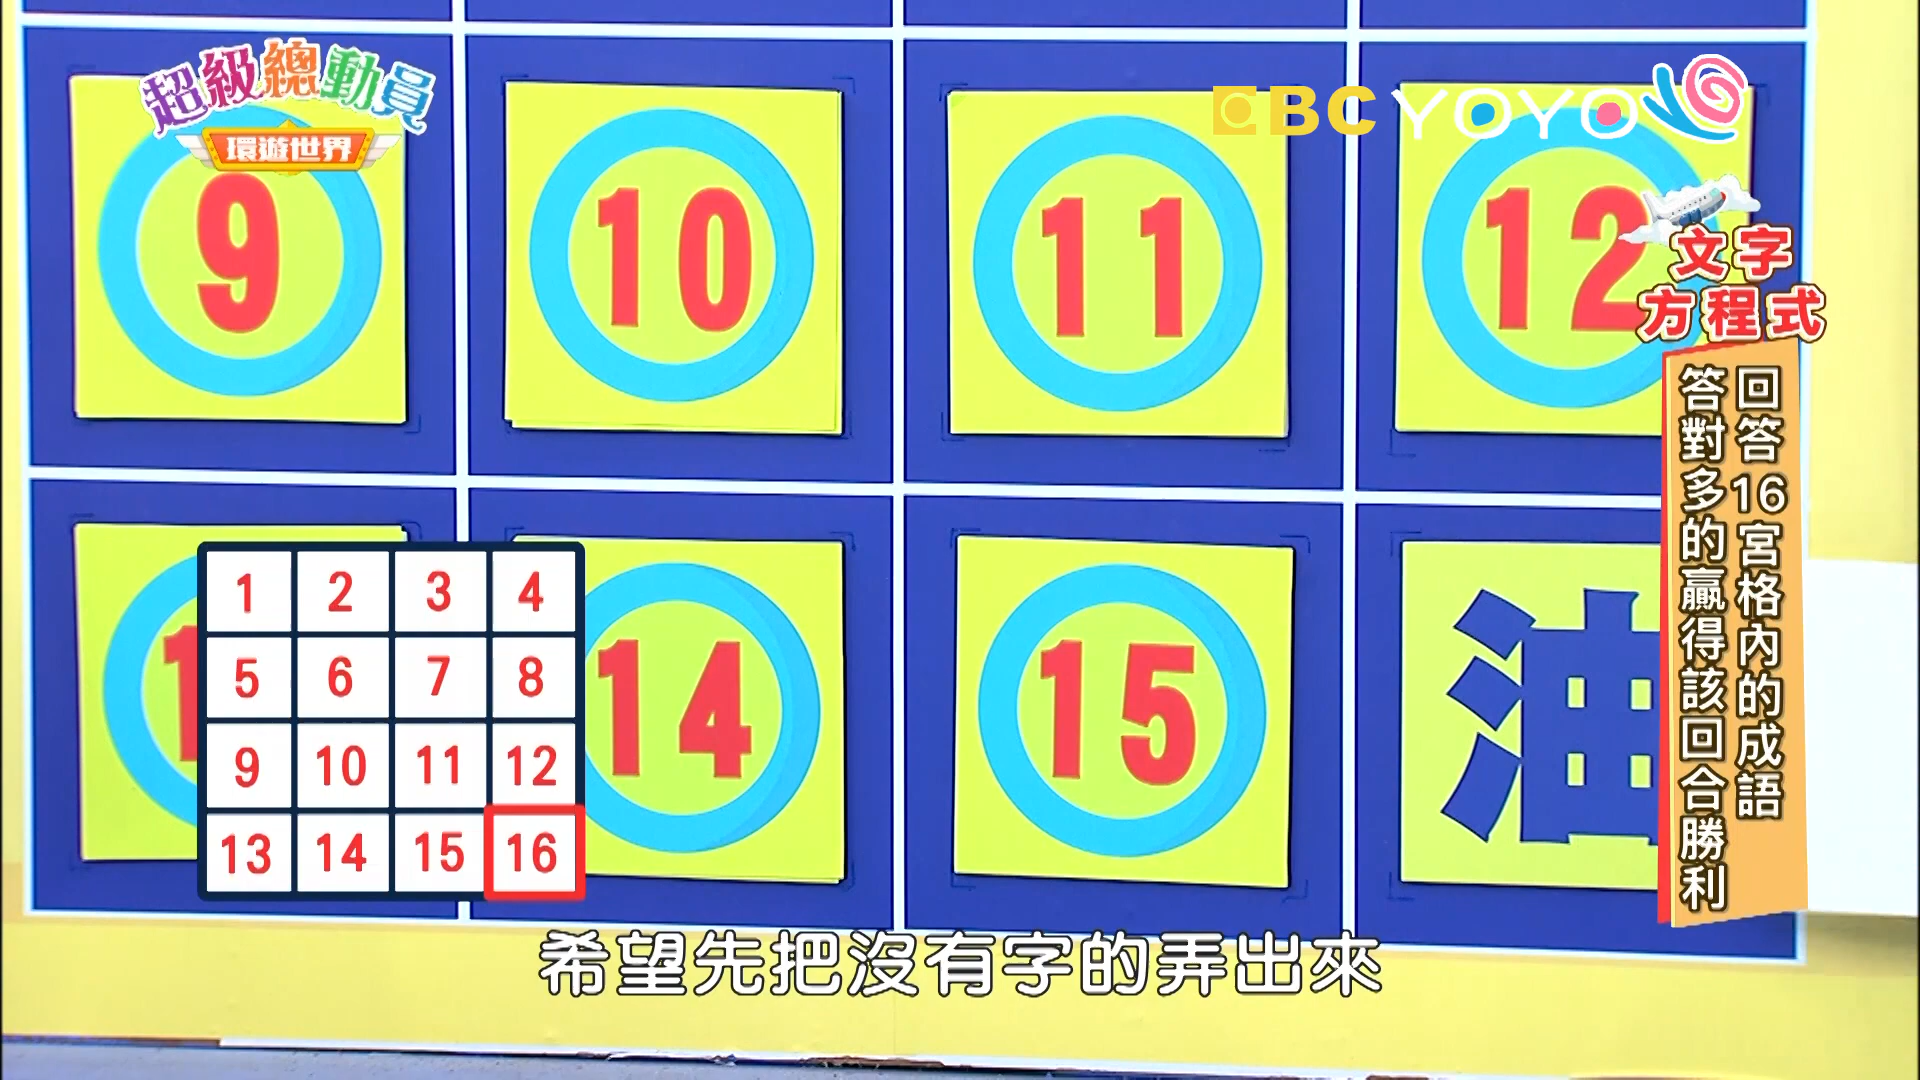 超級總動員
環遊世界
EBC YOYO
9 10 11 12
文字
方程式
回答16宮格內的成語
答對多的贏得該回合勝利
14 15 油
1 2 3 4
5 6 7 8
9 10 11 12
13 14 15 16
希望先把沒有字的弄出來